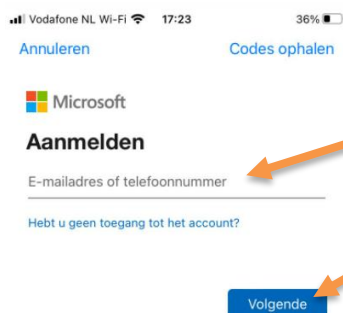 Vodafone NL Wi-Fi 17:23 36%
Annuleren Codes ophalen
Microsoft
Aanmelden
E-mailadres of telefoonnummer
Hebt u geen toegang tot het account?
Volgende